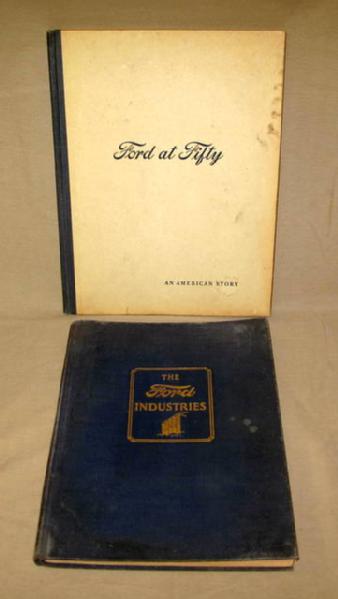 Ford at Fifty
AN AMERICAN STORY
THE
Ford
INDUSTRIES